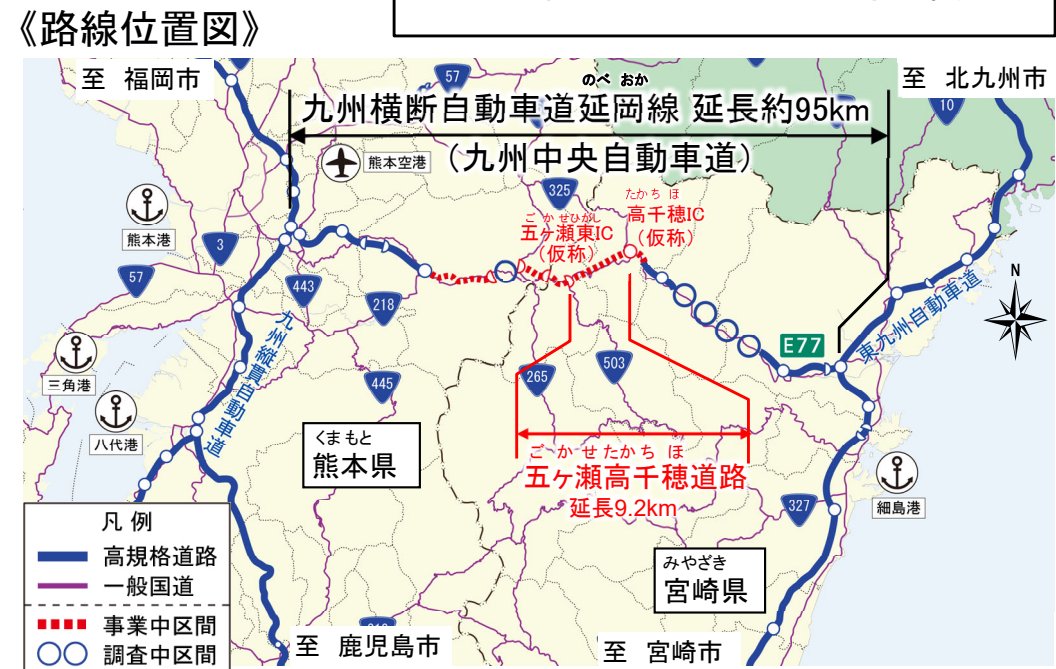 《路線位置図》
至 福岡市
至 北九州市
57
10
のべ おか
九州横断自動車道延岡線 延長約95km
(九州中央自動車道)
熊本空港
325
たかち ほ
高千穂IC
(仮称)
ごかせひがし
五ヶ瀬東IC
(仮称)
熊本港
3
57
443
218
N
東九州自動車道
E77
三角港
九州縦貫自動車道
445
265
503
八代港
くまもと
熊本県
ごかせたかちほ
五ヶ瀬高千穂道路
延長9.2km
327
細島港
凡例
高規格道路
一般国道
事業中区間
調査中区間
みやざき
宮崎県
至 鹿児島市
至 宮崎市